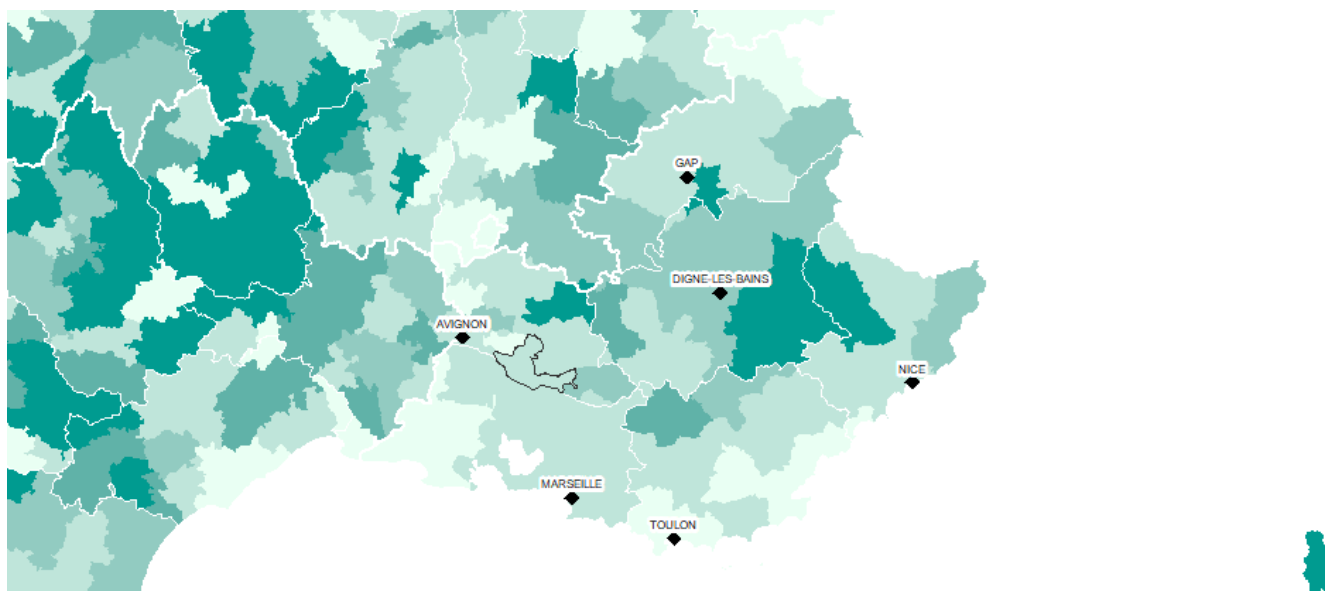 GAP
DIGNE-LES-BAINS
AVIGNON
NICE
MARSEILLE
TOULON